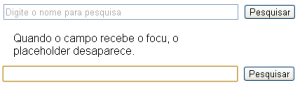 Digite o nome para pesquisa Pesquisar
Quando o campo recebe o focu, o
placeholder desaparece.
Pesquisar